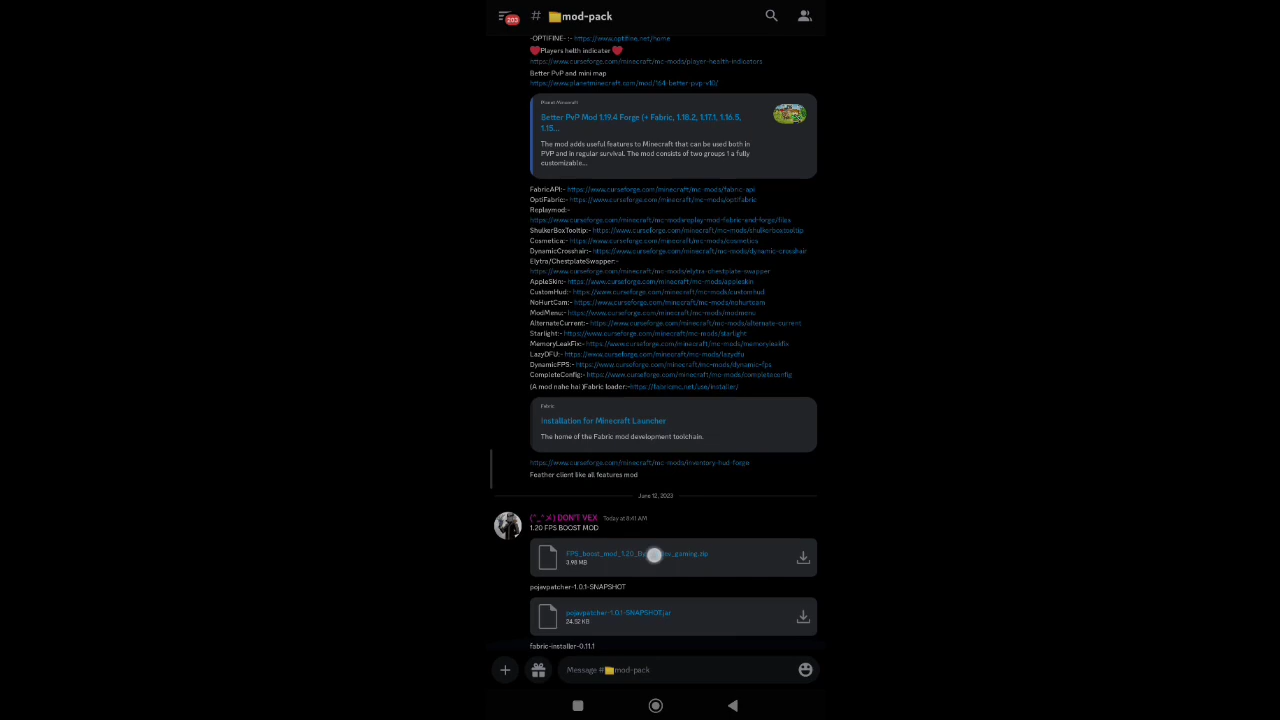 203
# 📁mod-pack
-OPTIFINE- :- https://www.optifine.net/home
❤️Players helth indicater❤️
https://www.curseforge.com/minecraft/mc-mods/player-health-indicators
Better PvP and mini map
https://www.planetminecraft.com/mod/164-better-pvp-v18/
Planet Minecraft
Better PvP Mod 1.19.4 Forge (+ Fabric, 1.18.2, 1.17.1, 1.16.5,
1.15...
The mod adds useful features to Minecraft that can be used both in
PVP and in regular survival. The mod consists of two groups 1 a fully
customizable...
FabricAPI:- https://www.curseforge.com/minecraft/mc-mods/fabric-api
OptiFabric:- https://www.curseforge.com/minecraft/mc-mods/optifabric
Replaymod:-
https://www.curseforge.com/minecraft/mc-mods/replay-mod-fabric-and-forge/files
ShulkerBoxTooltip:- https://www.curseforge.com/minecraft/mc-mods/shulkerboxtooltip
Cosmetica:- https://www.curseforge.com/minecraft/mc-mods/cosmetica
DynamicCrosshair:- https://www.curseforge.com/minecraft/mc-mods/dynamic-crosshair
Elytra/ChestplateSwapper:-
https://www.curseforge.com/minecraft/mc-mods/elytra-chestplate-swapper
AppleSkin:- https://www.curseforge.com/minecraft/mc-mods/appleskin
CustomHud:- https://www.curseforge.com/minecraft/mc-mods/customhud
NoHurtCam:- https://www.curseforge.com/minecraft/mc-mods/nohurtcam
ModMenu:- https://www.curseforge.com/minecraft/mc-mods/modmenu
AlternateCurrent:- https://www.curseforge.com/minecraft/mc-mods/alternate-current
Starlight:- https://www.curseforge.com/minecraft/mc-mods/starlight
MemoryLeakFix:- https://www.curseforge.com/minecraft/mc-mods/memoryleakfix
LazyDFU:- https://www.curseforge.com/minecraft/mc-mods/lazydfu
DynamicFPS:- https://www.curseforge.com/minecraft/mc-mods/dynamic-fps
CompleteConfig:- https://www.curseforge.com/minecraft/mc-mods/completeconfig
(A mod nahe hai )Fabric loader:-https://fabricmc.net/use/installer/
Fabric
Installation for Minecraft Launcher
The home of the Fabric mod development toolchain.
https://www.curseforge.com/minecraft/mc-mods/inventory-hud-forge
Feather client like all features mod
June 12, 2023
DON'T VEX Today at 8:41 AM
1.20 FPS BOOST MOD
3.98 MB
pojavpatcher-1.0.1-SNAPSHOT
pojavpatcher-1.0.1-SNAPSHOT.jar
24.52 KB
fabric-installer-0.11.1
Message #📁mod-pack